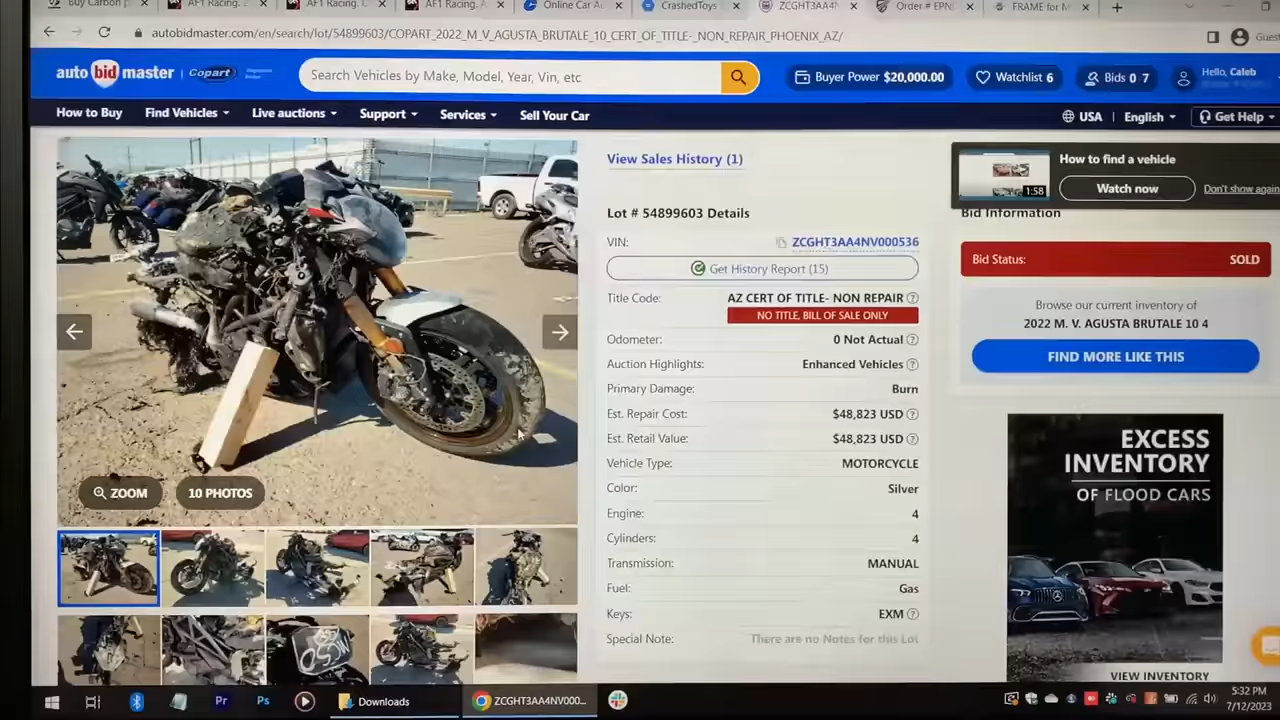 Buy Carbon p
AF1 Racing.
AF1 Racing.
AF1 Racing.
Online Car A
CrashedToys
ZCGHT3AA4N
Order # EPN
FRAME for M
autobidmaster.com/en/search/lot/54899603/COPART_2022_M_V_AGUSTA_BRUTALE_10_CERT_OF_TITLE-_NON_REPAIR_PHOENIX_AZ/
Guest
auto bid master
Copart
Search Vehicles by Make, Model, Year, Vin, etc
Buyer Power $20,000.00
Watchlist 6
Bids 0 7
Hello, Caleb
How to Buy
Find Vehicles
Live auctions
Support
Services
Sell Your Car
USA
English
Get Help
View Sales History (1)
How to find a vehicle
Watch now
Don't show again
1:58
Lot # 54899603 Details
Bid Information
VIN: ZCGHT3AA4NV000536
Get History Report (15)
Bid Status: SOLD
Title Code: AZ CERT OF TITLE- NON REPAIR
NO TITLE, BILL OF SALE ONLY
Browse our current inventory of
2022 M. V. AGUSTA BRUTALE 10 4
FIND MORE LIKE THIS
Odometer: 0 Not Actual
Auction Highlights: Enhanced Vehicles
Primary Damage: Burn
Est. Repair Cost: $48,823 USD
Est. Retail Value: $48,823 USD
Vehicle Type: MOTORCYCLE
Color: Silver
Engine: 4
Cylinders: 4
Transmission: MANUAL
Fuel: Gas
Keys: EXM
Special Note: There are no Notes for this Lot
ZOOM
10 PHOTOS
EXCESS
INVENTORY
OF FLOOD CARS
VIEW INVENTORY
Pr
Ps
Downloads
ZCGHT3AA4NV000...
5:32 PM
7/12/2023